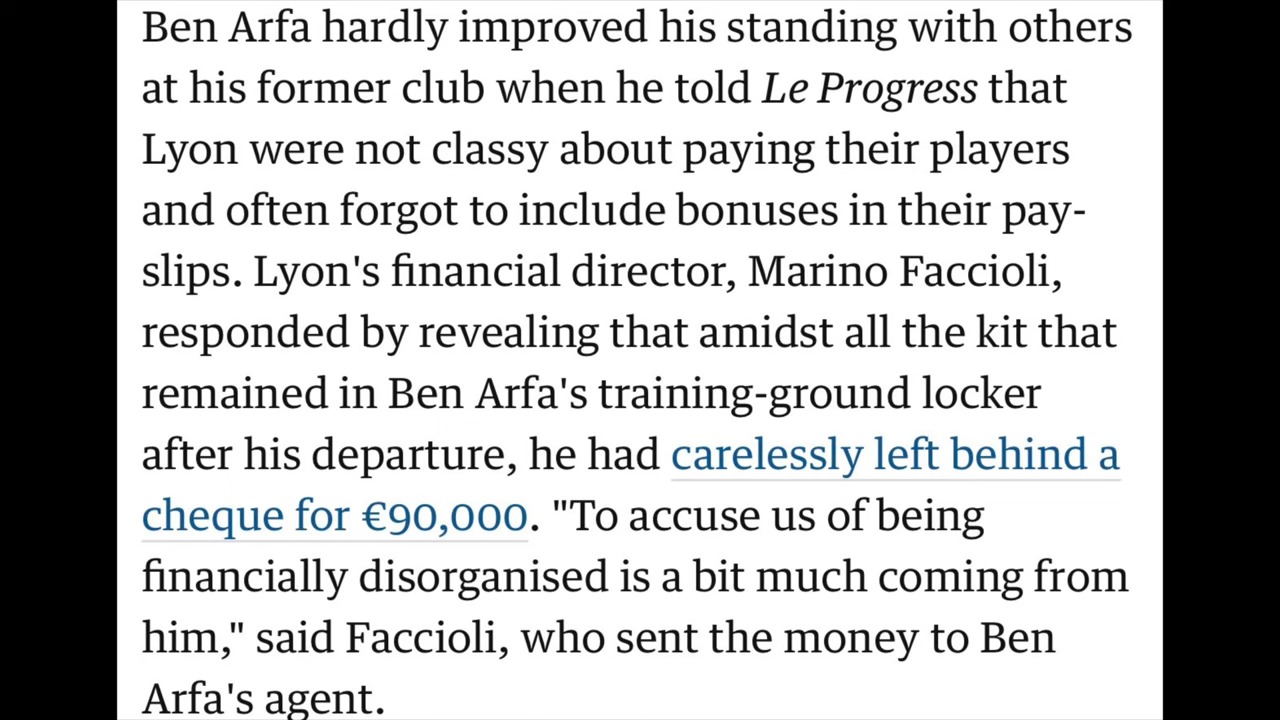 Ben Arfa hardly improved his standing with others
at his former club when he told Le Progress that
Lyon were not classy about paying their players
and often forgot to include bonuses in their pay-
slips. Lyon's financial director, Marino Faccioli,
responded by revealing that amidst all the kit that
remained in Ben Arfa's training-ground locker
after his departure, he had carelessly left behind a
cheque for €90,000. "To accuse us of being
financially disorganised is a bit much coming from
him," said Faccioli, who sent the money to Ben
Arfa's agent.